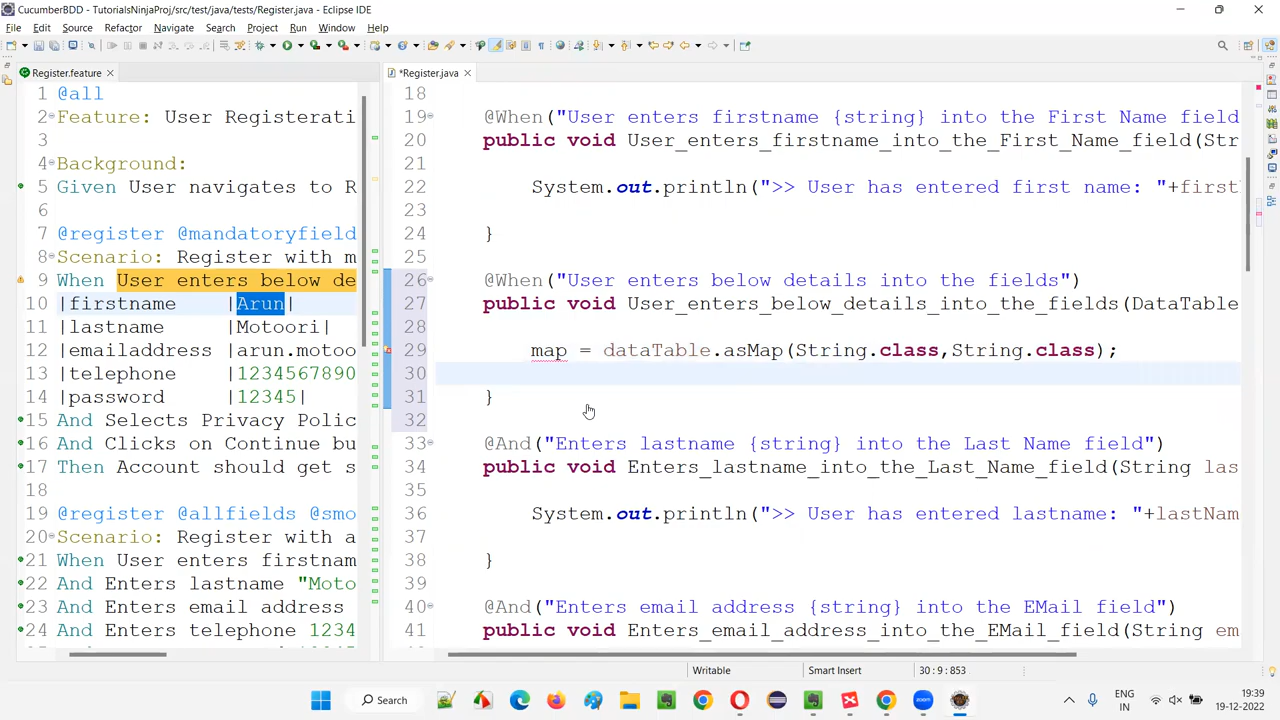 CucumberBDD - TutorialsNinjaProj/src/test/java/tests/Register.java - Eclipse IDE
File Edit Source Refactor Navigate Search Project Run Window Help
Register.feature
1 @all
2 Feature: User Registerati
3
4 Background:
5 Given User navigates to R
6
7 @register @mandatoryfield
8 Scenario: Register with m
9 When User enters below de
10 |firstname |Arun|
11 |lastname |Motoori|
12 |emailaddress |arun.motoo
13 |telephone |1234567890
14 |password |12345|
15 And Selects Privacy Polic
16 And Clicks on Continue bu
17 Then Account should get s
18
19 @register @allfields @smo
20 Scenario: Register with a
21 When User enters firstnam
22 And Enters lastname "Moto
23 And Enters email address
24 And Enters telephone 1234
*Register.java
18
19 @When("User enters firstname {string} into the First Name field
20 public void User_enters_firstname_into_the_First_Name_field(Str
21
22 System.out.println(">> User has entered first name: "+first
23
24 }
25
26 @When("User enters below details into the fields")
27 public void User_enters_below_details_into_the_fields(DataTable
28
29 map = dataTable.asMap(String.class,String.class);
30
31 }
32
33 @And("Enters lastname {string} into the Last Name field")
34 public void Enters_lastname_into_the_Last_Name_field(String las
35
36 System.out.println(">> User has entered lastname: "+lastNam
37
38 }
39
40 @And("Enters email address {string} into the EMail field")
41 public void Enters_email_address_into_the_EMail_field(String em
Writable Smart Insert 30 : 9 : 853
Search
ENG
IN
19:39
19-12-2022
zoom